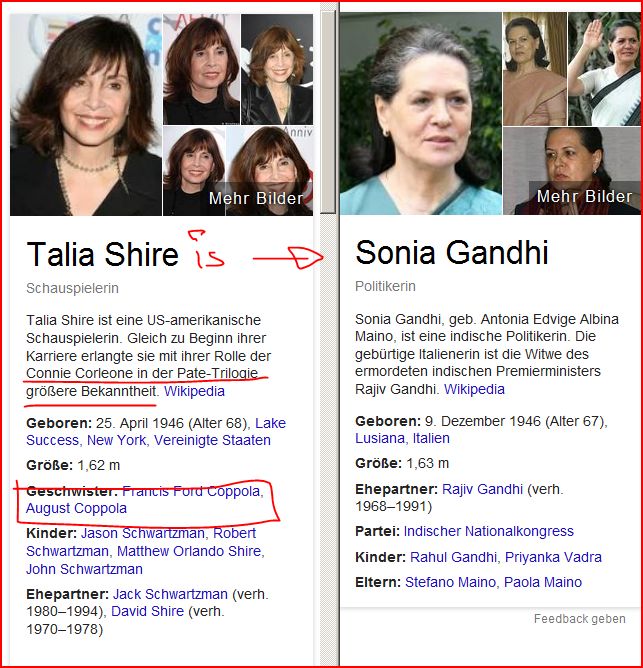 Mehr Bilder
Talia Shire is
Schauspielerin
Talia Shire ist eine US-amerikanische
Schauspielerin. Gleich zu Beginn ihrer
Karriere erlangte sie mit ihrer Rolle der
Connie Corleone in der Pate-Trilogie
größere Bekanntheit. Wikipedia
Geboren: 25. April 1946 (Alter 68), Lake
Success, New York, Vereinigte Staaten
Größe: 1,62 m
Geschwister: Francis Ford Coppola,
August Coppola
Kinder: Jason Schwartzman, Robert
Schwartzman, Matthew Orlando Shire,
John Schwartzman
Ehepartner: Jack Schwartzman (verh.
1980–1994), David Shire (verh.
1970–1978)
Mehr Bilder
Sonia Gandhi
Politikerin
Sonia Gandhi, geb. Antonia Edvige Albina
Maino, ist eine indische Politikerin. Die
gebürtige Italienerin ist die Witwe des
ermordeten indischen Premierministers
Rajiv Gandhi. Wikipedia
Geboren: 9. Dezember 1946 (Alter 67),
Lusiana, Italien
Größe: 1,63 m
Ehepartner: Rajiv Gandhi (verh.
1968–1991)
Partei: Indischer Nationalkongress
Kinder: Rahul Gandhi, Priyanka Vadra
Eltern: Stefano Maino, Paola Maino
Feedback geben